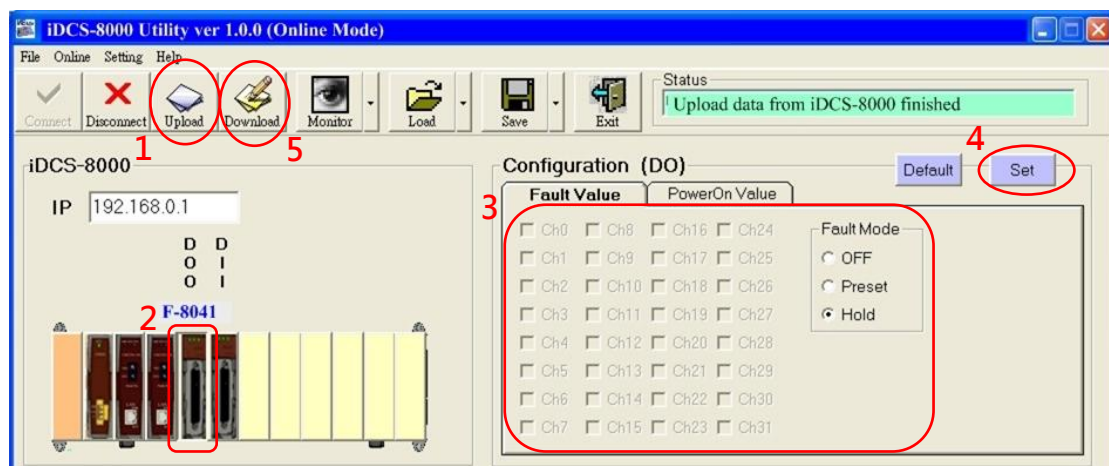 iDCS-8000 Utility ver 1.0.0 (Online Mode)
File Online Setting Help
Connect Disconnect Upload Download Monitor Load Save Exit
Status
Upload data from iDCS-8000 finished
1 5
iDCS-8000
IP 192.168.0.1
D D
O I
O I
F-8041
2
Configuration (DO)
Default
4
Set
3
Fault Value PowerOn Value
Ch0 Ch8 Ch16 Ch24
Ch1 Ch9 Ch17 Ch25
Ch2 Ch10 Ch18 Ch26
Ch3 Ch11 Ch19 Ch27
Ch4 Ch12 Ch20 Ch28
Ch5 Ch13 Ch21 Ch29
Ch6 Ch14 Ch22 Ch30
Ch7 Ch15 Ch23 Ch31
Fault Mode
OFF
Preset
Hold